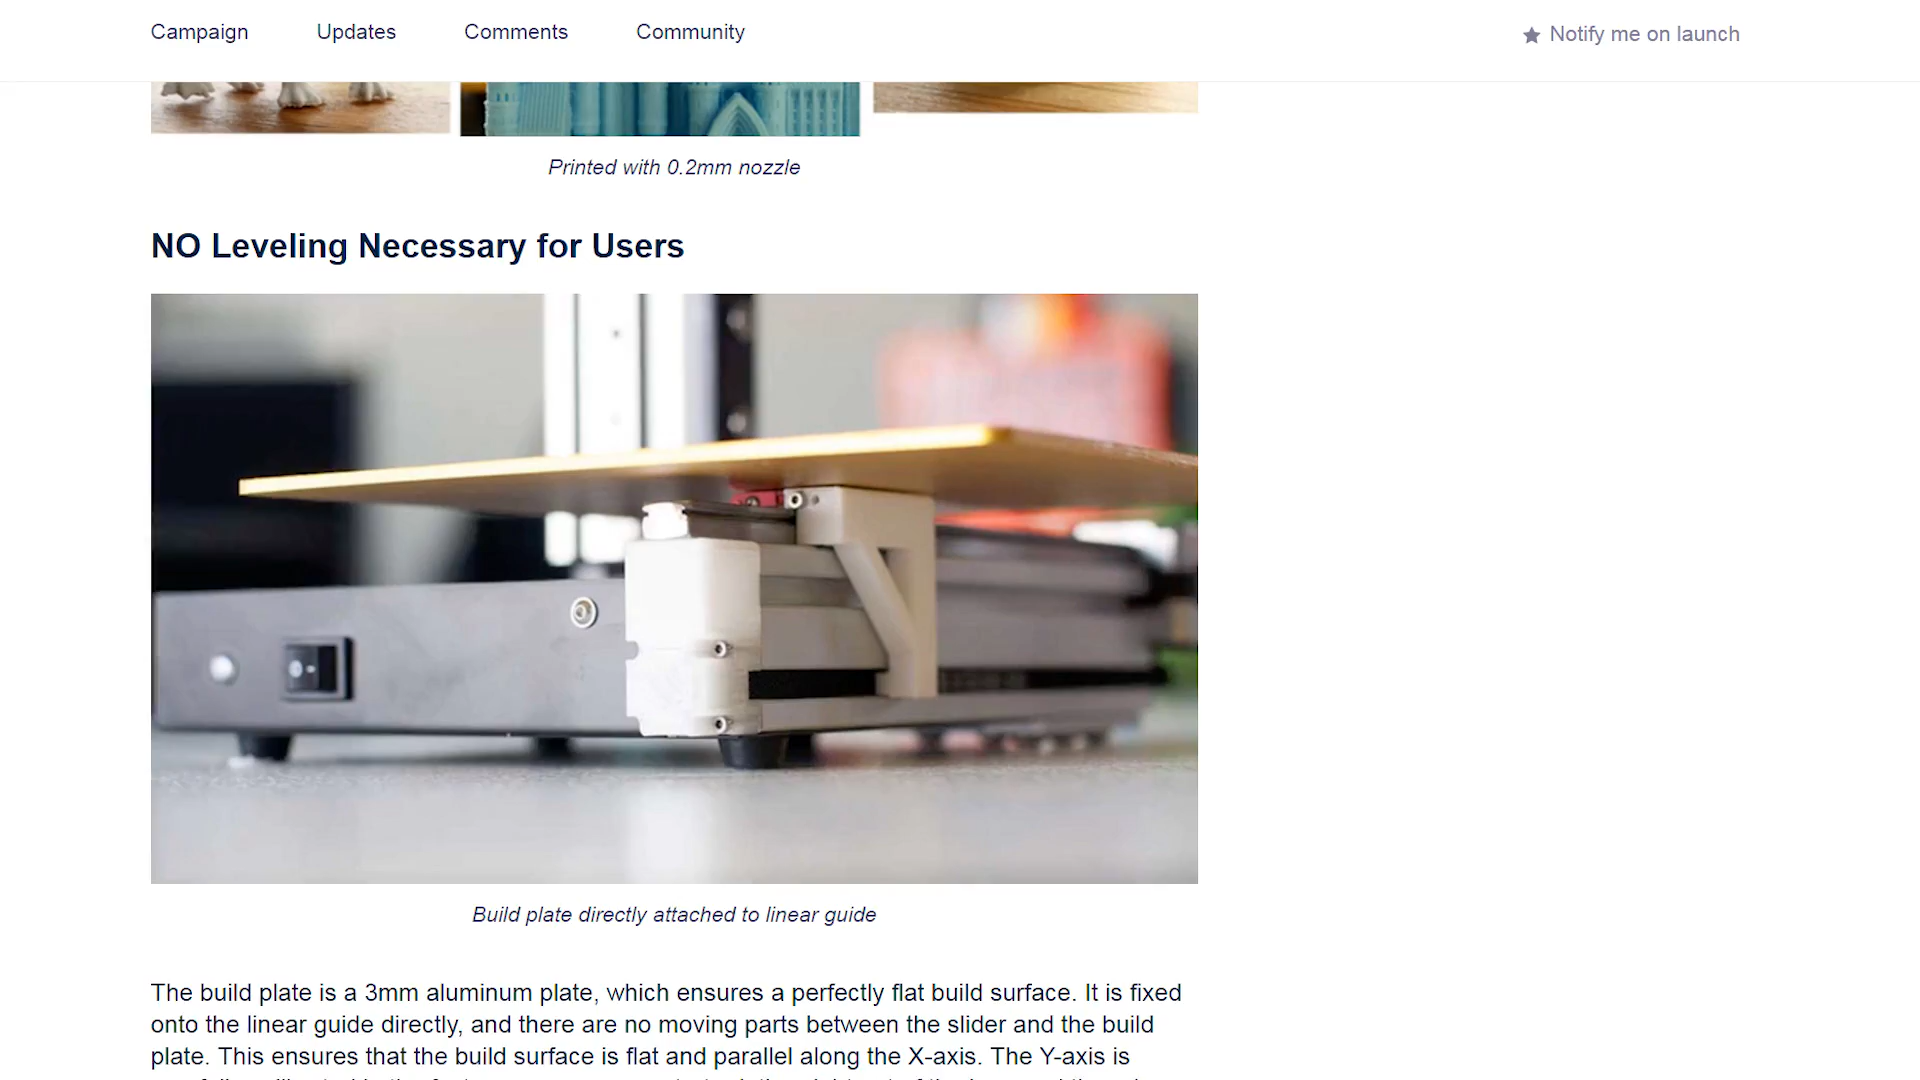 Campaign Updates Comments Community Notify me on launch
Printed with 0.2mm nozzle
NO Leveling Necessary for Users
Build plate directly attached to linear guide
The build plate is a 3mm aluminum plate, which ensures a perfectly flat build surface. It is fixed
onto the linear guide directly, and there are no moving parts between the slider and the build
plate. This ensures that the build surface is flat and parallel along the X-axis. The Y-axis is